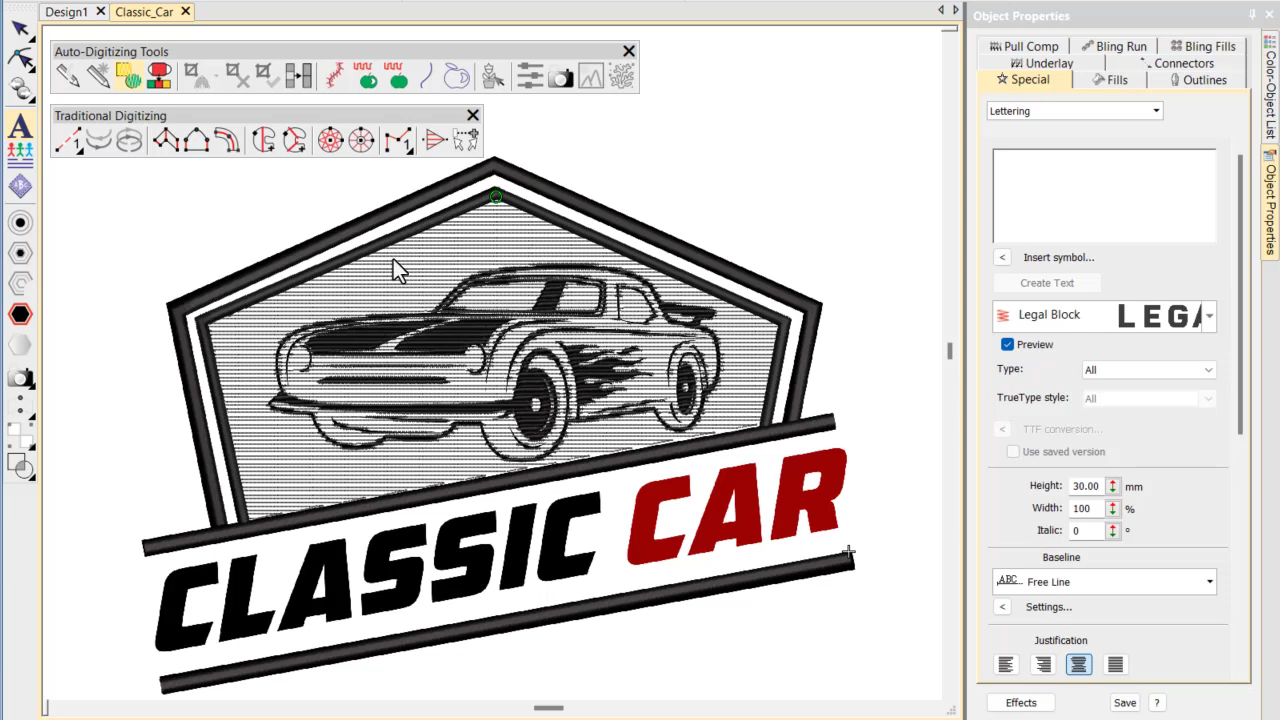 Design1
Classic_Car
Object Properties
Auto-Digitizing Tools
Pull Comp
Bling Run
Bling Fills
Underlay
Connectors
Special
Fills
Outlines
Color-Object List
Object Properties
Lettering
Traditional Digitizing
A
Insert symbol...
Create Text
Legal Block
LEGA
Preview
Type:
All
TrueType style:
All
TTF conversion...
Use saved version
Height:
30.00
mm
Width:
100
%
Italic:
0
°
Baseline
ABC
Free Line
Settings...
Justification
Effects
Save
?
CLASSIC CAR